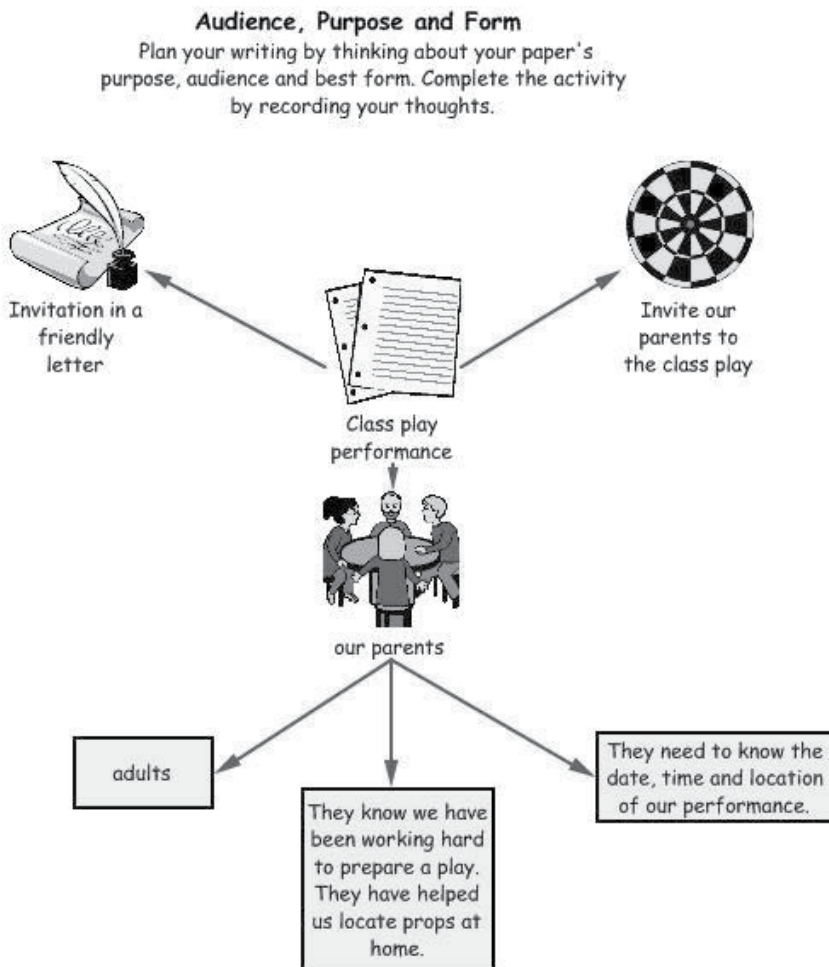 Audience, Purpose and Form
Plan your writing by thinking about your paper's
purpose, audience and best form. Complete the activity
by recording your thoughts.
Invitation in a
friendly
letter
Invite our
parents to
the class play
Class play
performance
our parents
adults
They know we have
been working hard
to prepare a play.
They have helped
us locate props at
home.
They need to know the
date, time and location
of our performance.